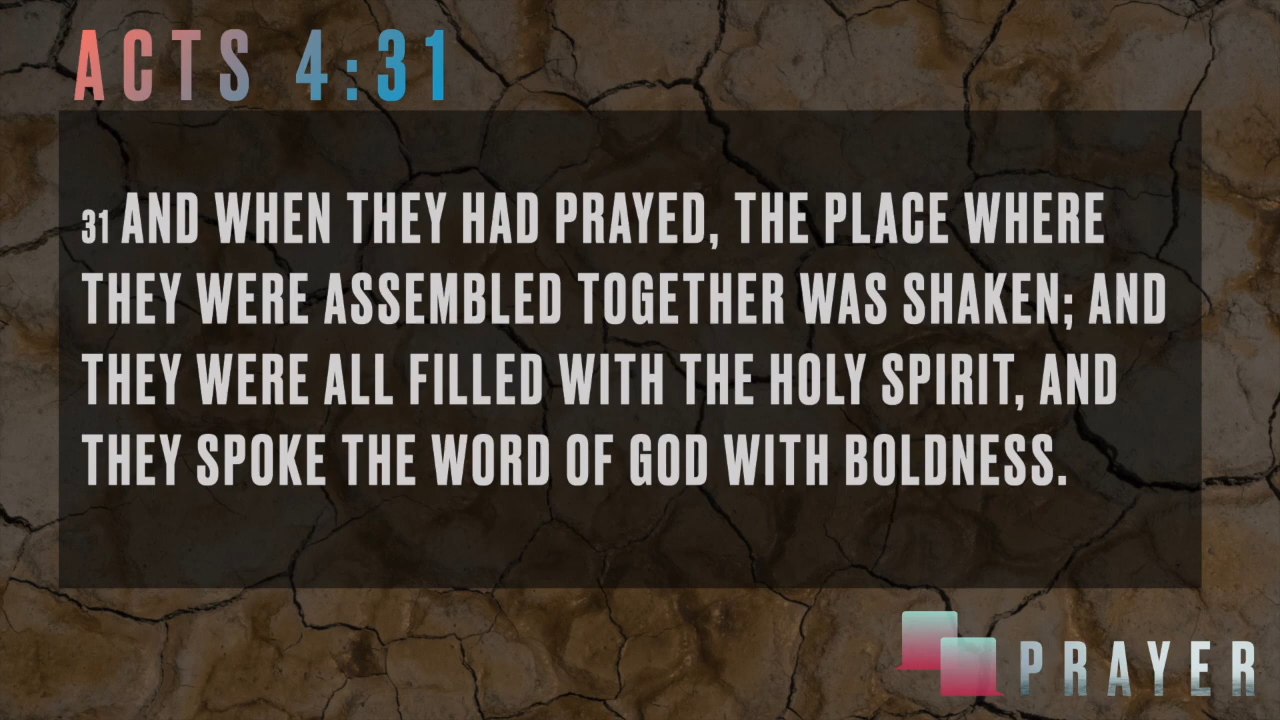 ACTS 4:31
31 AND WHEN THEY HAD PRAYED, THE PLACE WHERE
THEY WERE ASSEMBLED TOGETHER WAS SHAKEN; AND
THEY WERE ALL FILLED WITH THE HOLY SPIRIT, AND
THEY SPOKE THE WORD OF GOD WITH BOLDNESS.
PRAYER